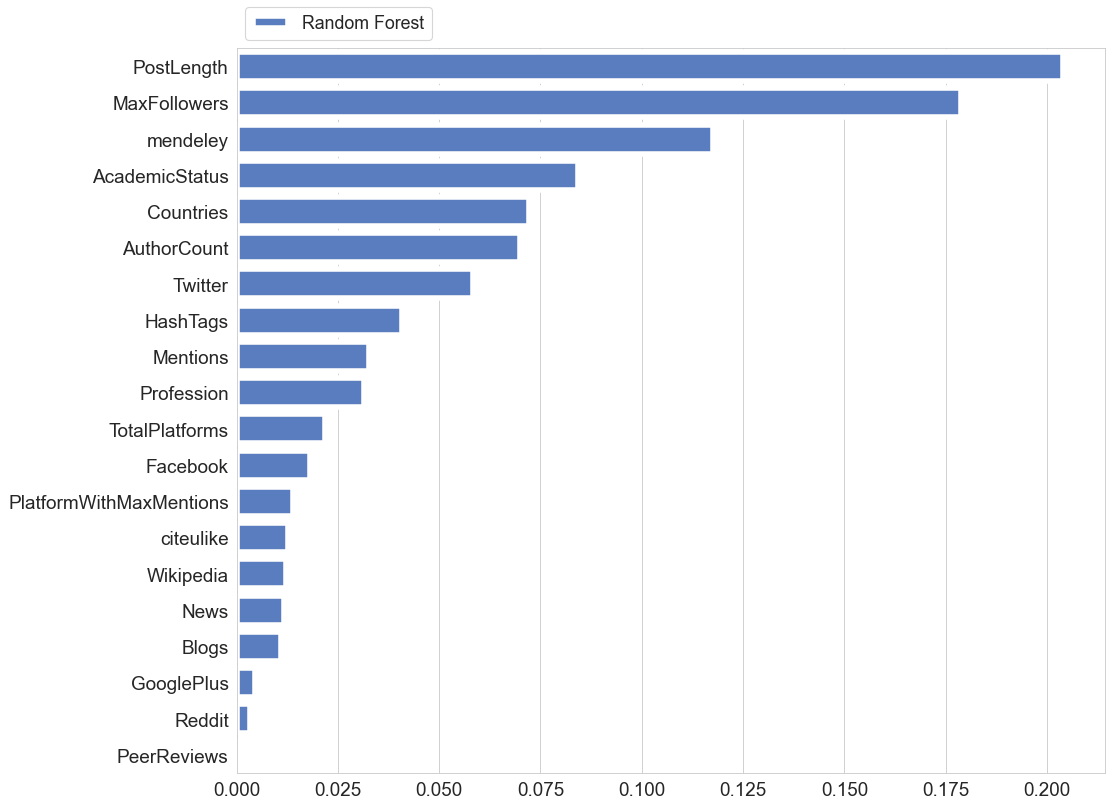 Random Forest
PostLength
MaxFollowers
mendeley
AcademicStatus
Countries
AuthorCount
Twitter
HashTags
Mentions
Profession
TotalPlatforms
Facebook
PlatformWithMaxMentions
citeulike
Wikipedia
News
Blogs
GooglePlus
Reddit
PeerReviews
0.000 0.025 0.050 0.075 0.100 0.125 0.150 0.175 0.200